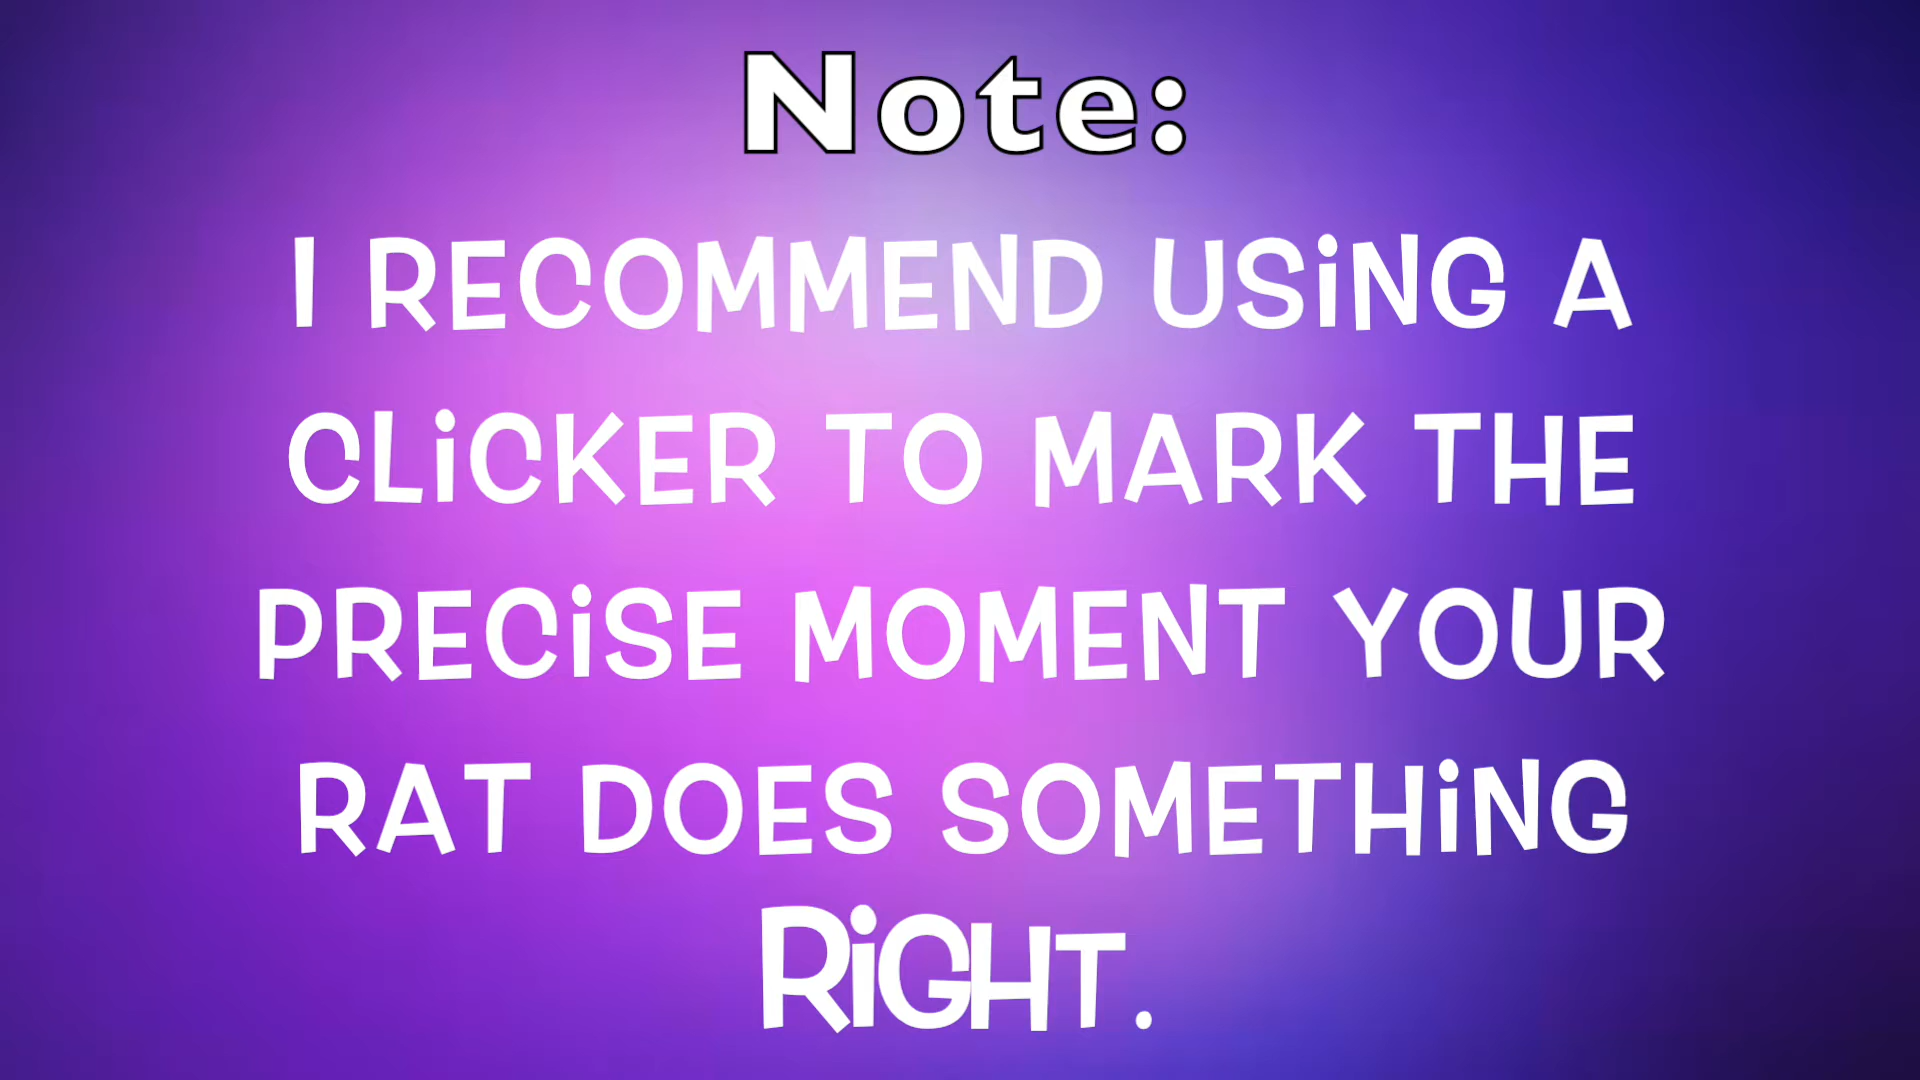 Note:
I RECOMMEND USiNG A
CLiCKER TO MARK THE
PRECiSE MOMENT YOUR
RAT DOES SOMETHiNG
RiGHT.